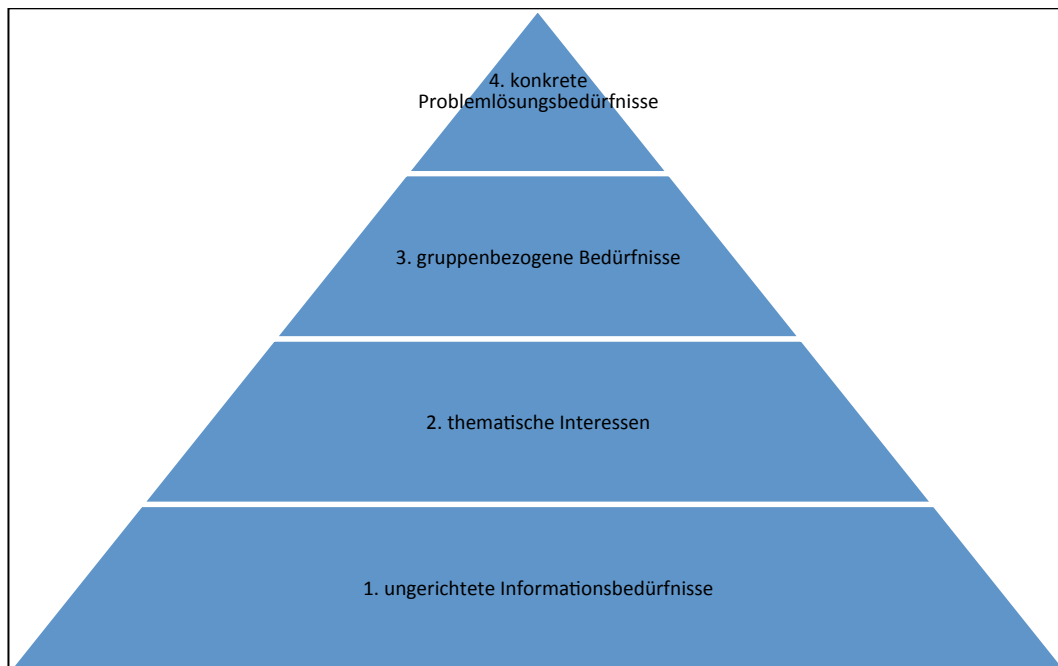 4. konkrete
Problemlösungsbedürfnisse
3. gruppenbezogene Bedürfnisse
2. thematische Interessen
1. ungerichtete Informationsbedürfnisse